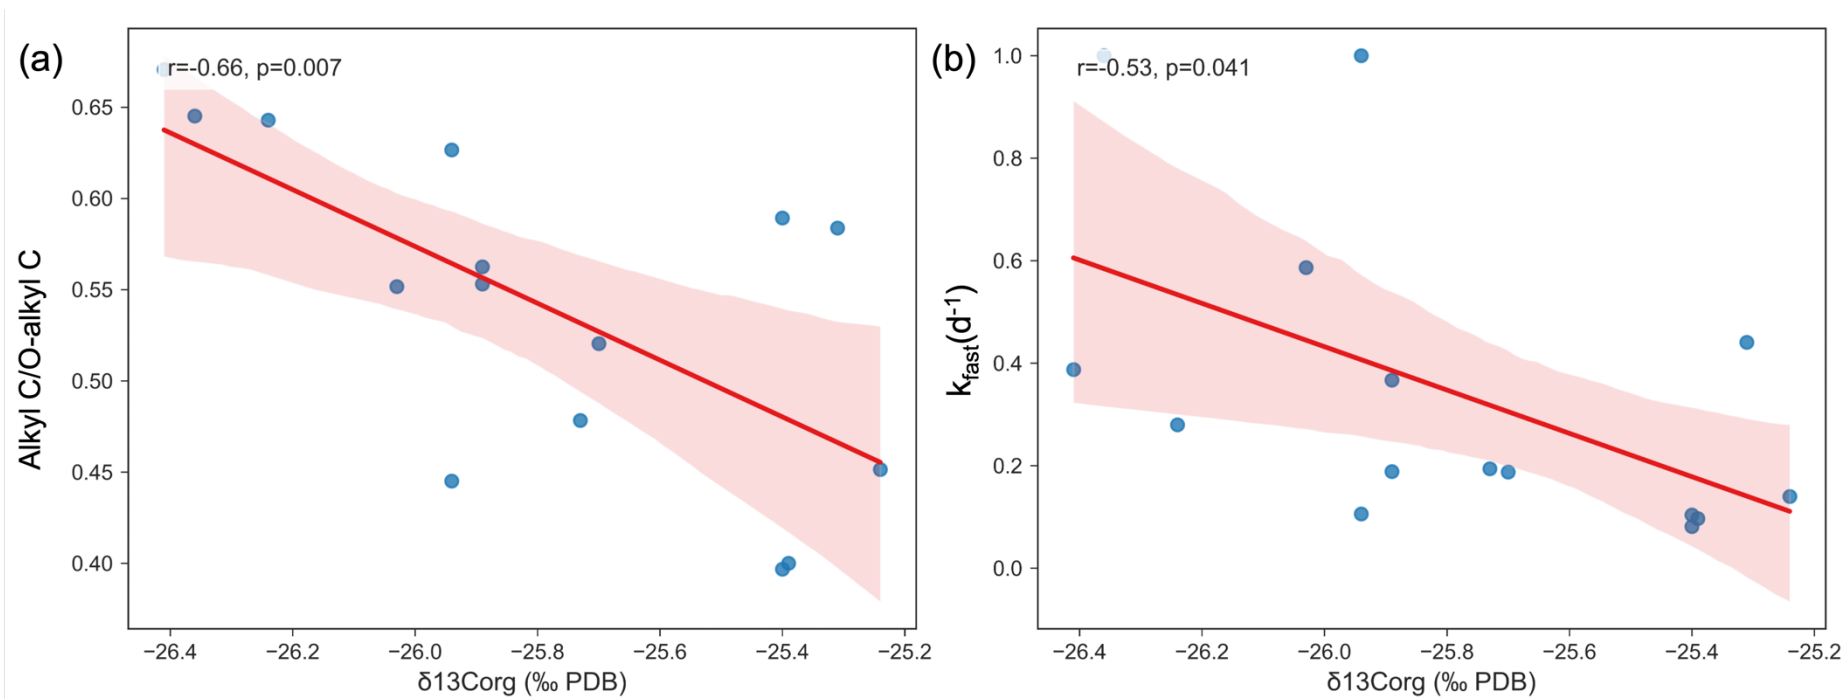 (a)
r=-0.66, p=0.007
0.65
0.60
0.55
0.50
0.45
0.40
Alkyl C/O-alkyl C
−26.4 −26.2 −26.0 −25.8 −25.6 −25.4 −25.2
δ13Corg (‰ PDB)
(b)
r=-0.53, p=0.041
1.0
0.8
0.6
0.4
0.2
0.0
kfast(d-1)
−26.4 −26.2 −26.0 −25.8 −25.6 −25.4 −25.2
δ13Corg (‰ PDB)